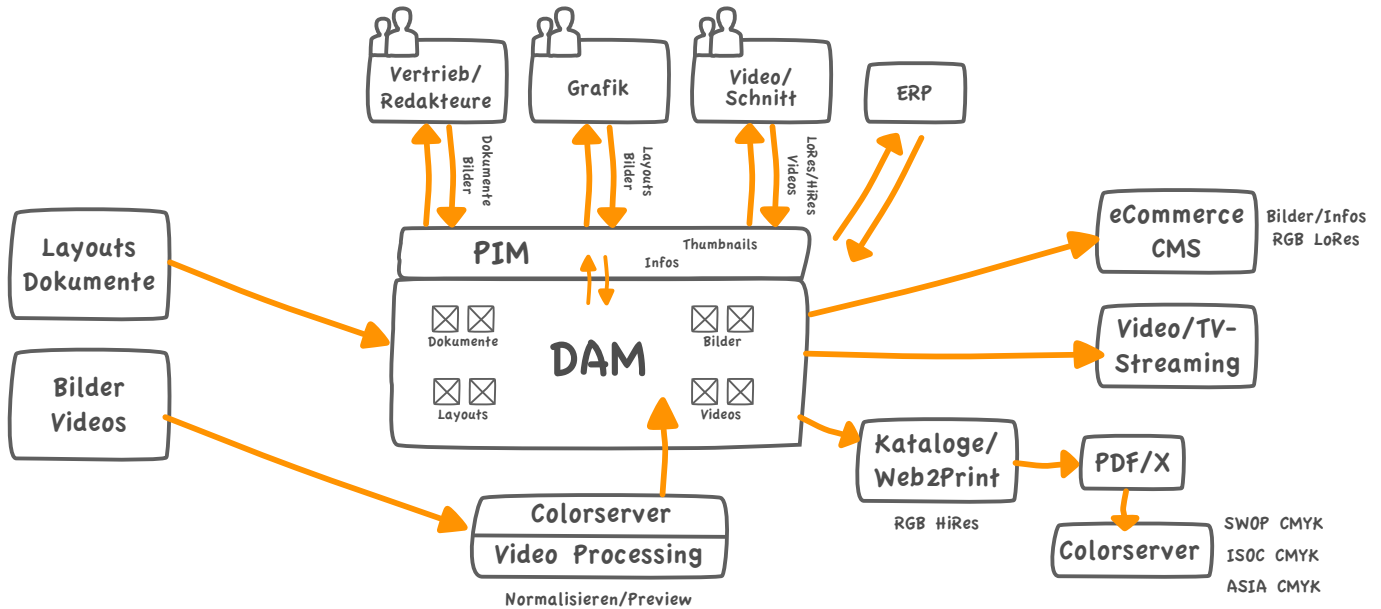 Vertrieb/
Redakteure
Grafik
Video/
Schnitt
ERP
Dokumente
Bilder
Layouts
Bilder
LoRes/HiRes
Videos
Layouts
Dokumente
Bilder
Videos
PIM
Thumbnails
Infos
DAM
Dokumente
Bilder
Layouts
Videos
eCommerce
CMS
Bilder/Infos
RGB LoRes
Video/TV-
Streaming
Kataloge/
Web2Print
RGB HiRes
PDF/X
Colorserver
SWOP CMYK
ISOC CMYK
ASIA CMYK
Colorserver
Video Processing
Normalisieren/Preview